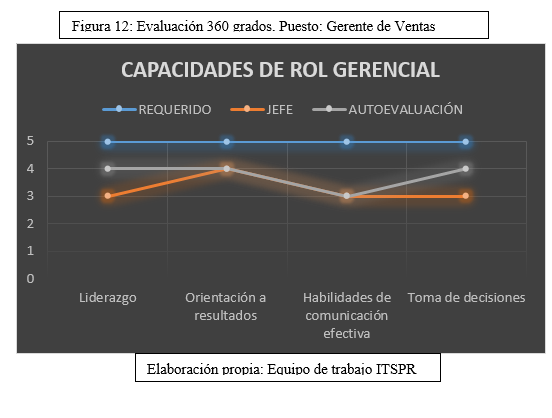 Figura 12: Evaluación 360 grados. Puesto: Gerente de Ventas
CAPACIDADES DE ROL GERENCIAL
REQUERIDO JEFE AUTOEVALUACIÓN
5
4
3
2
1
0
Liderazgo Orientación a resultados Habilidades de comunicación efectiva Toma de decisiones
Elaboración propia: Equipo de trabajo ITSPR